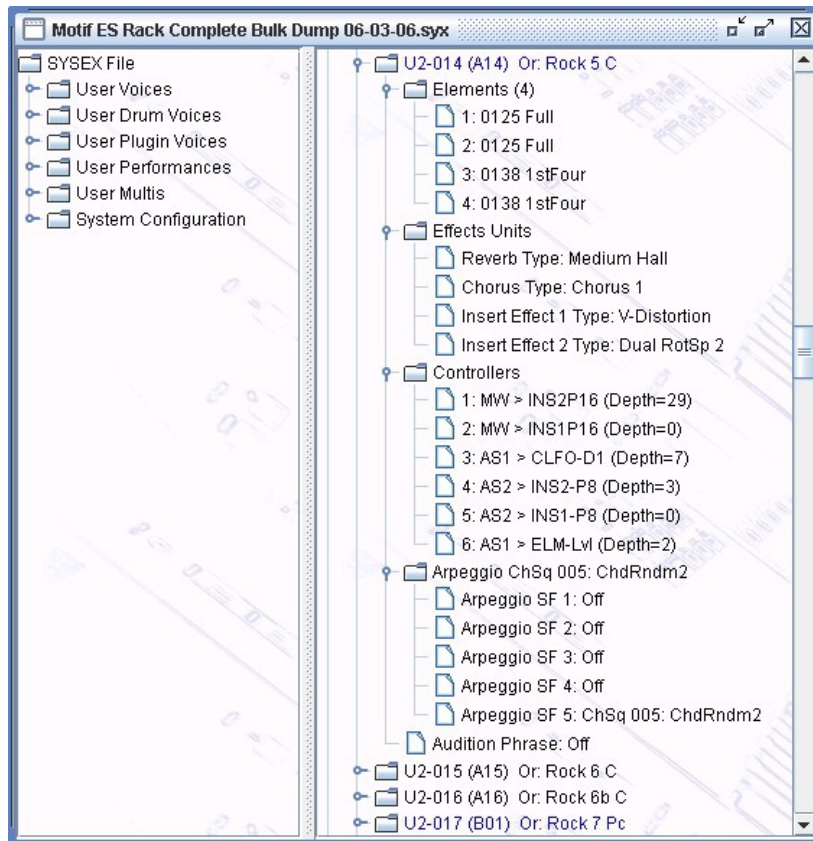 Motif ES Rack Complete Bulk Dump 06-03-06.syx
SYSEX File
User Voices
User Drum Voices
User Plugin Voices
User Performances
User Multis
System Configuration
U2-014 (A14) Or: Rock 5 C
Elements (4)
1: 0125 Full
2: 0125 Full
3: 0138 1stFour
4: 0138 1stFour
Effects Units
Reverb Type: Medium Hall
Chorus Type: Chorus 1
Insert Effect 1 Type: V-Distortion
Insert Effect 2 Type: Dual RotSp 2
Controllers
1: MW > INS2P16 (Depth=29)
2: MW > INS1P16 (Depth=0)
3: AS1 > CLFO-D1 (Depth=7)
4: AS2 > INS2-P8 (Depth=3)
5: AS2 > INS1-P8 (Depth=0)
6: AS1 > ELM-Lvl (Depth=2)
Arpeggio ChSq 005: ChdRndm2
Arpeggio SF 1: Off
Arpeggio SF 2: Off
Arpeggio SF 3: Off
Arpeggio SF 4: Off
Arpeggio SF 5: ChSq 005: ChdRndm2
Audition Phrase: Off
U2-015 (A15) Or: Rock 6 C
U2-016 (A16) Or: Rock 6b C
U2-017 (B01) Or: Rock 7 Pc